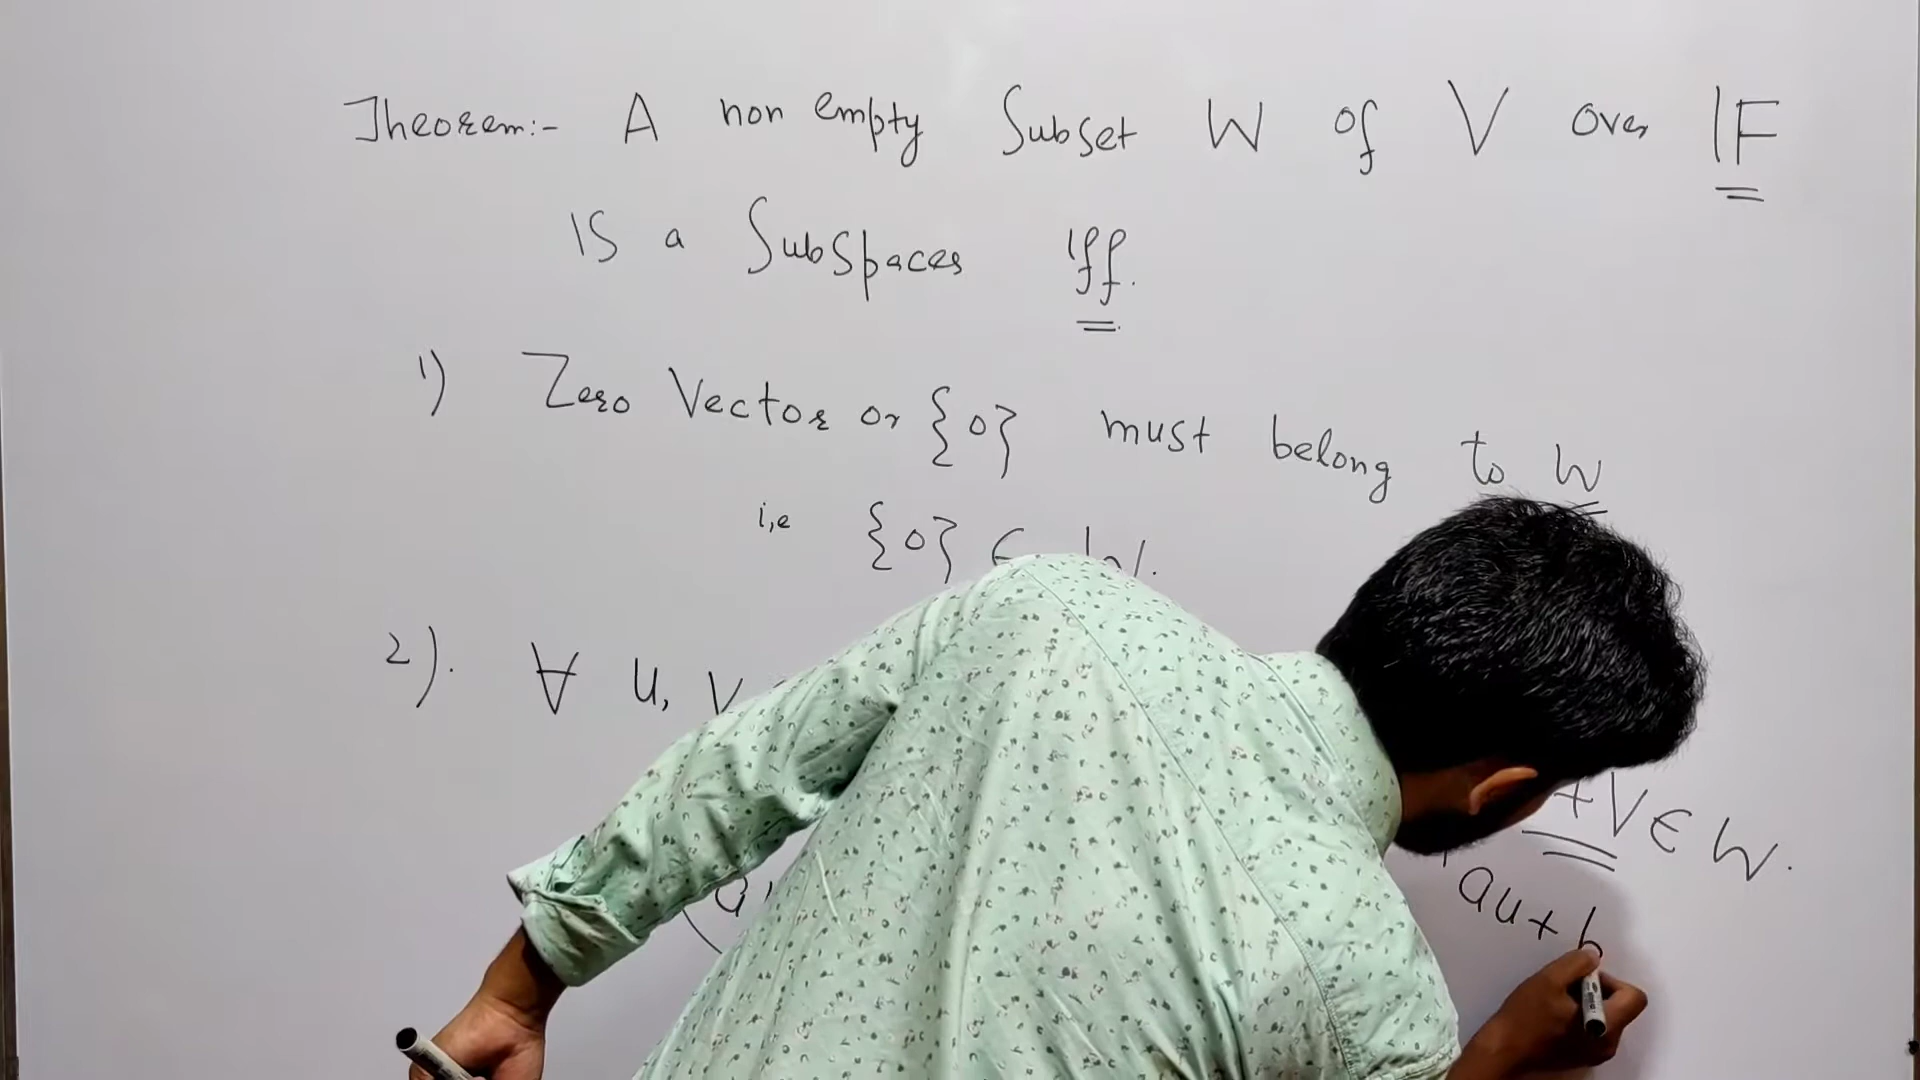 Theorem:- A non empty Subset W of V over IF
is a Subspaces iff.
1) Zero Vector or {0} must belong to W
i,e {0} ∈ W.
2). ∀ u, v
+V ∈ W.
au + b